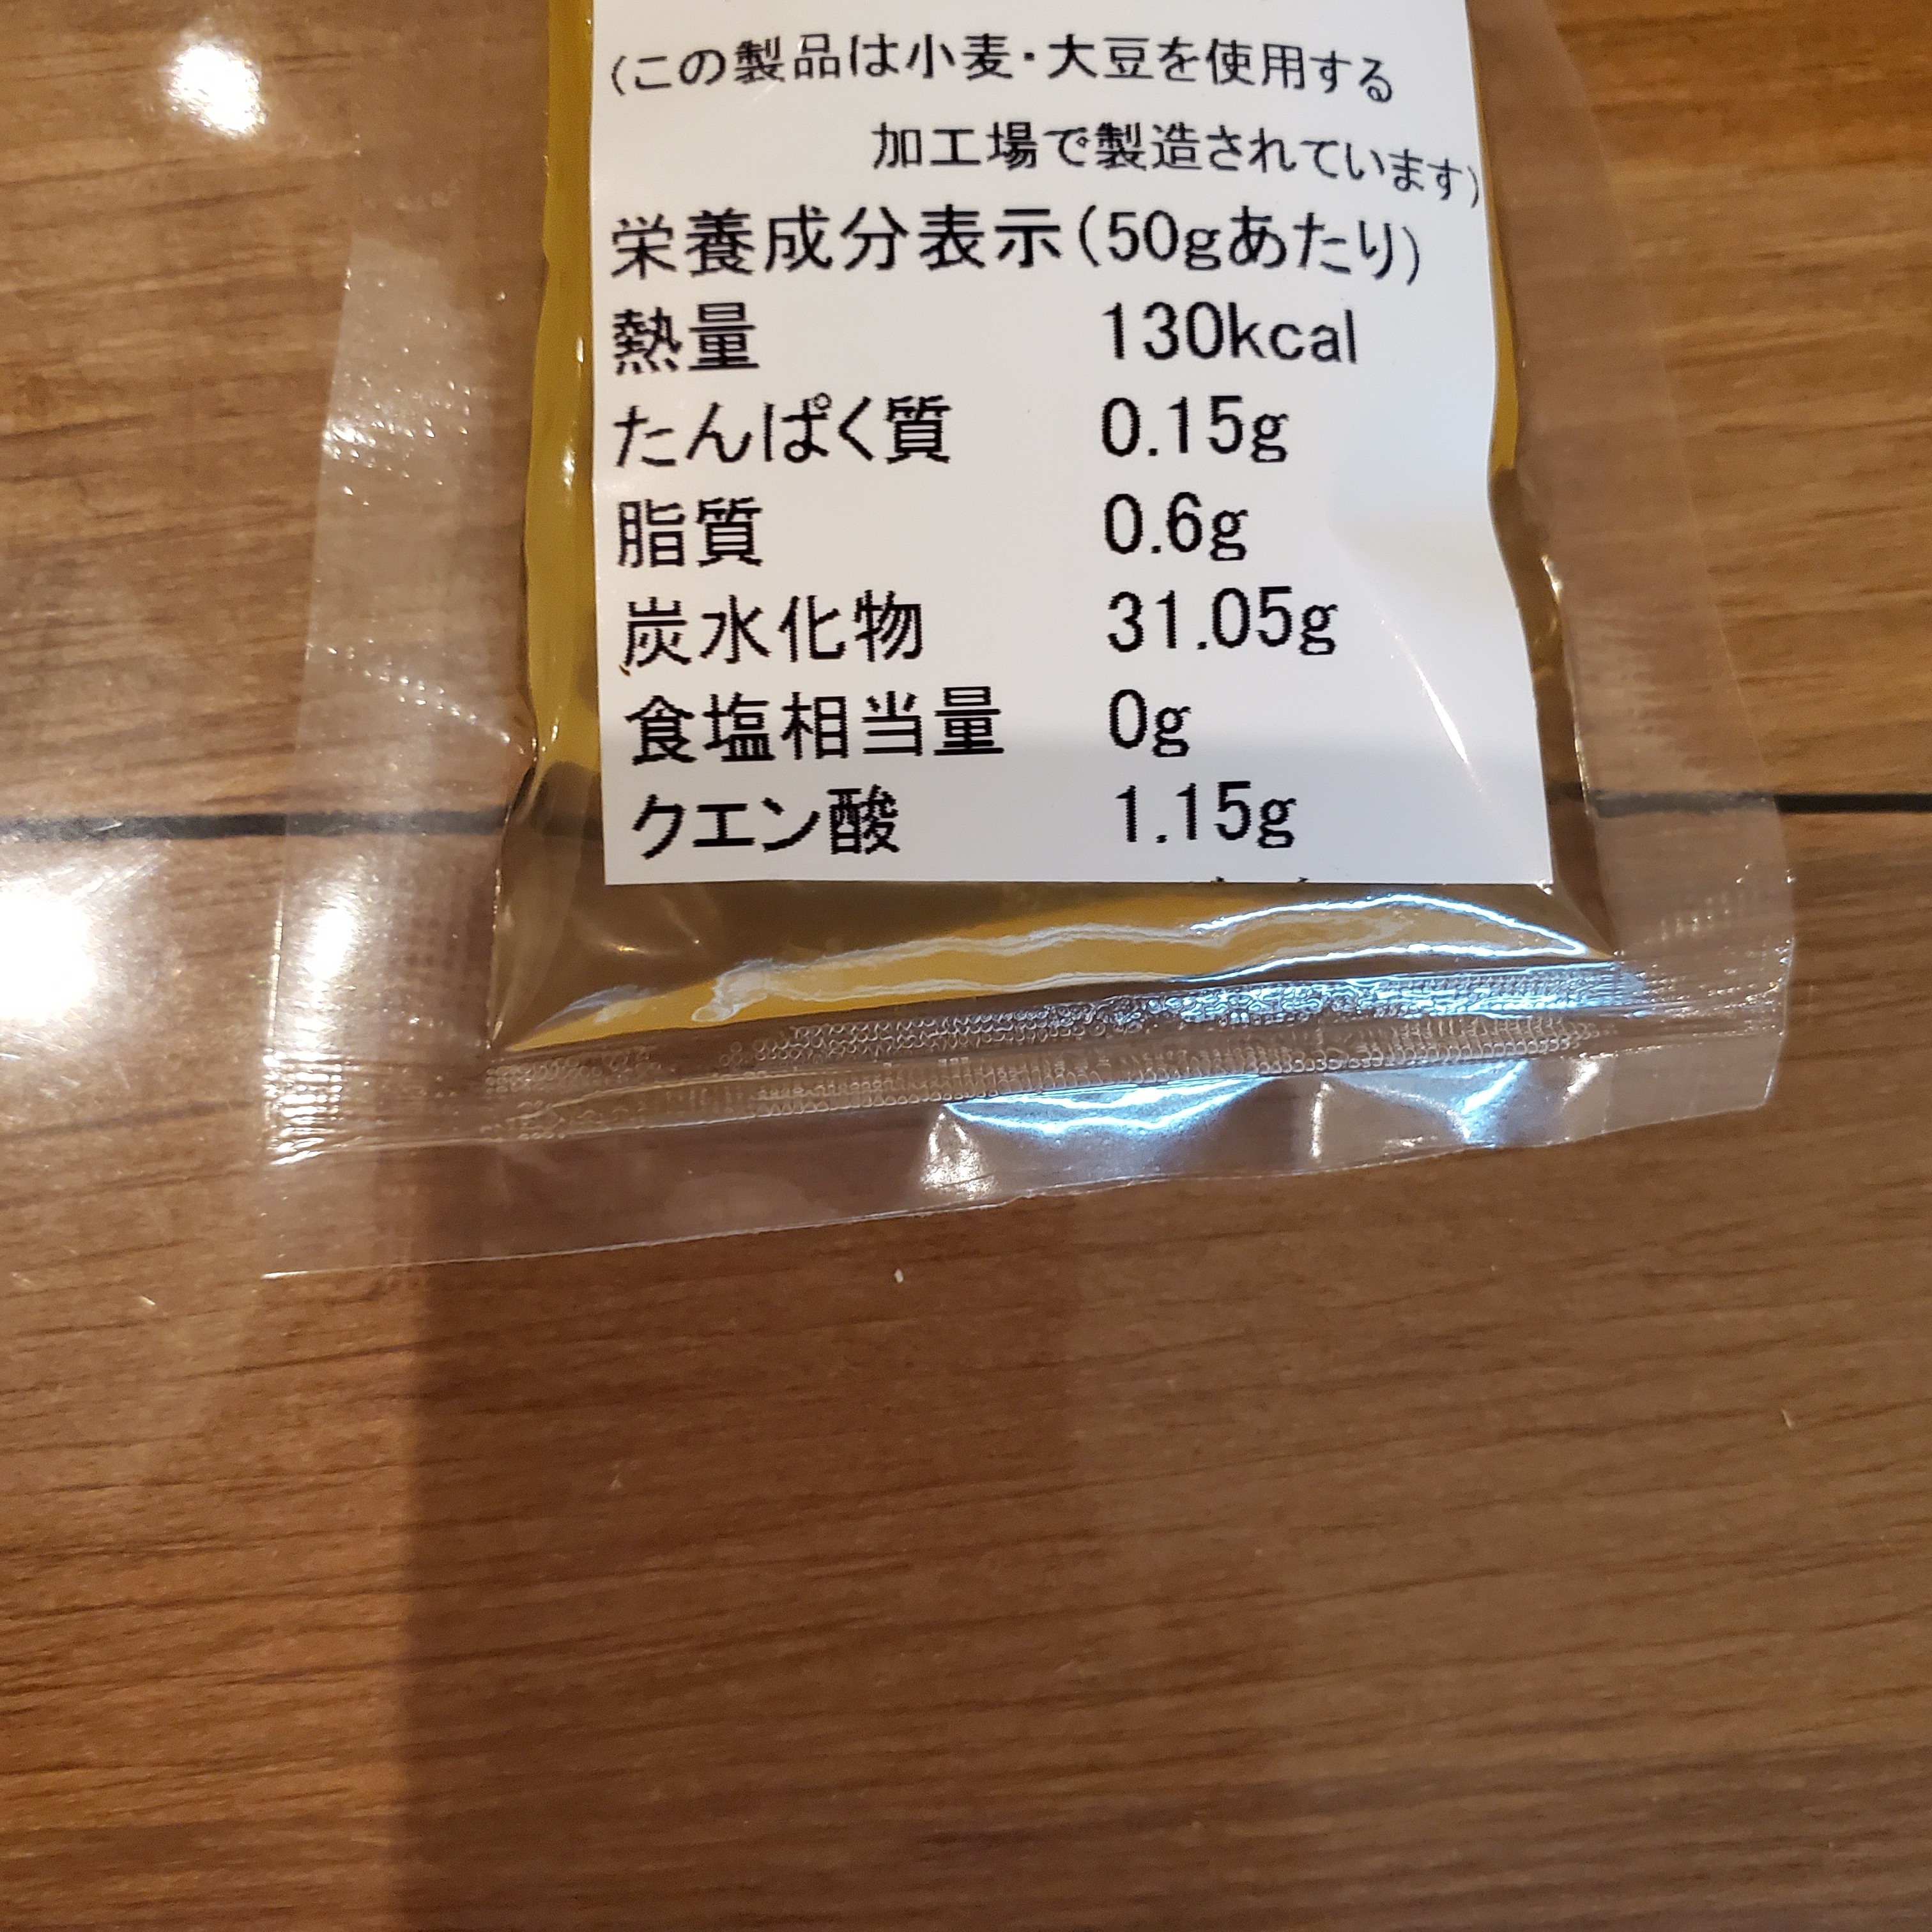 (この製品は小麦・大豆を使用する
加工場で製造されています)
栄養成分表示(50gあたり)
熱量 130kcal
たんぱく質 0.15g
脂質 0.6g
炭水化物 31.05g
食塩相当量 0g
クエン酸 1.15g